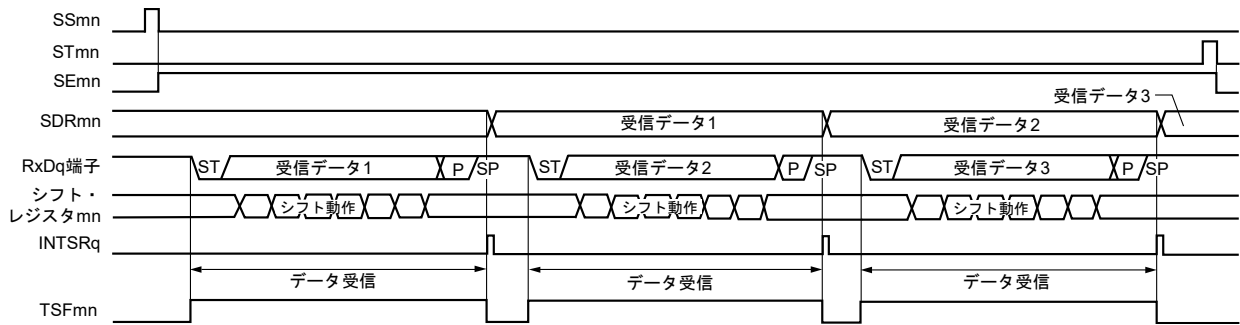 SSmn
STmn
SEmn
受信データ3
SDRmn 受信データ1 受信データ2
RxDq端子 ST 受信データ1 P SP ST 受信データ2 P SP ST 受信データ3 P SP
シフト・
レジスタmn シフト動作 シフト動作 シフト動作
INTSRq
データ受信 データ受信 データ受信
TSFmn